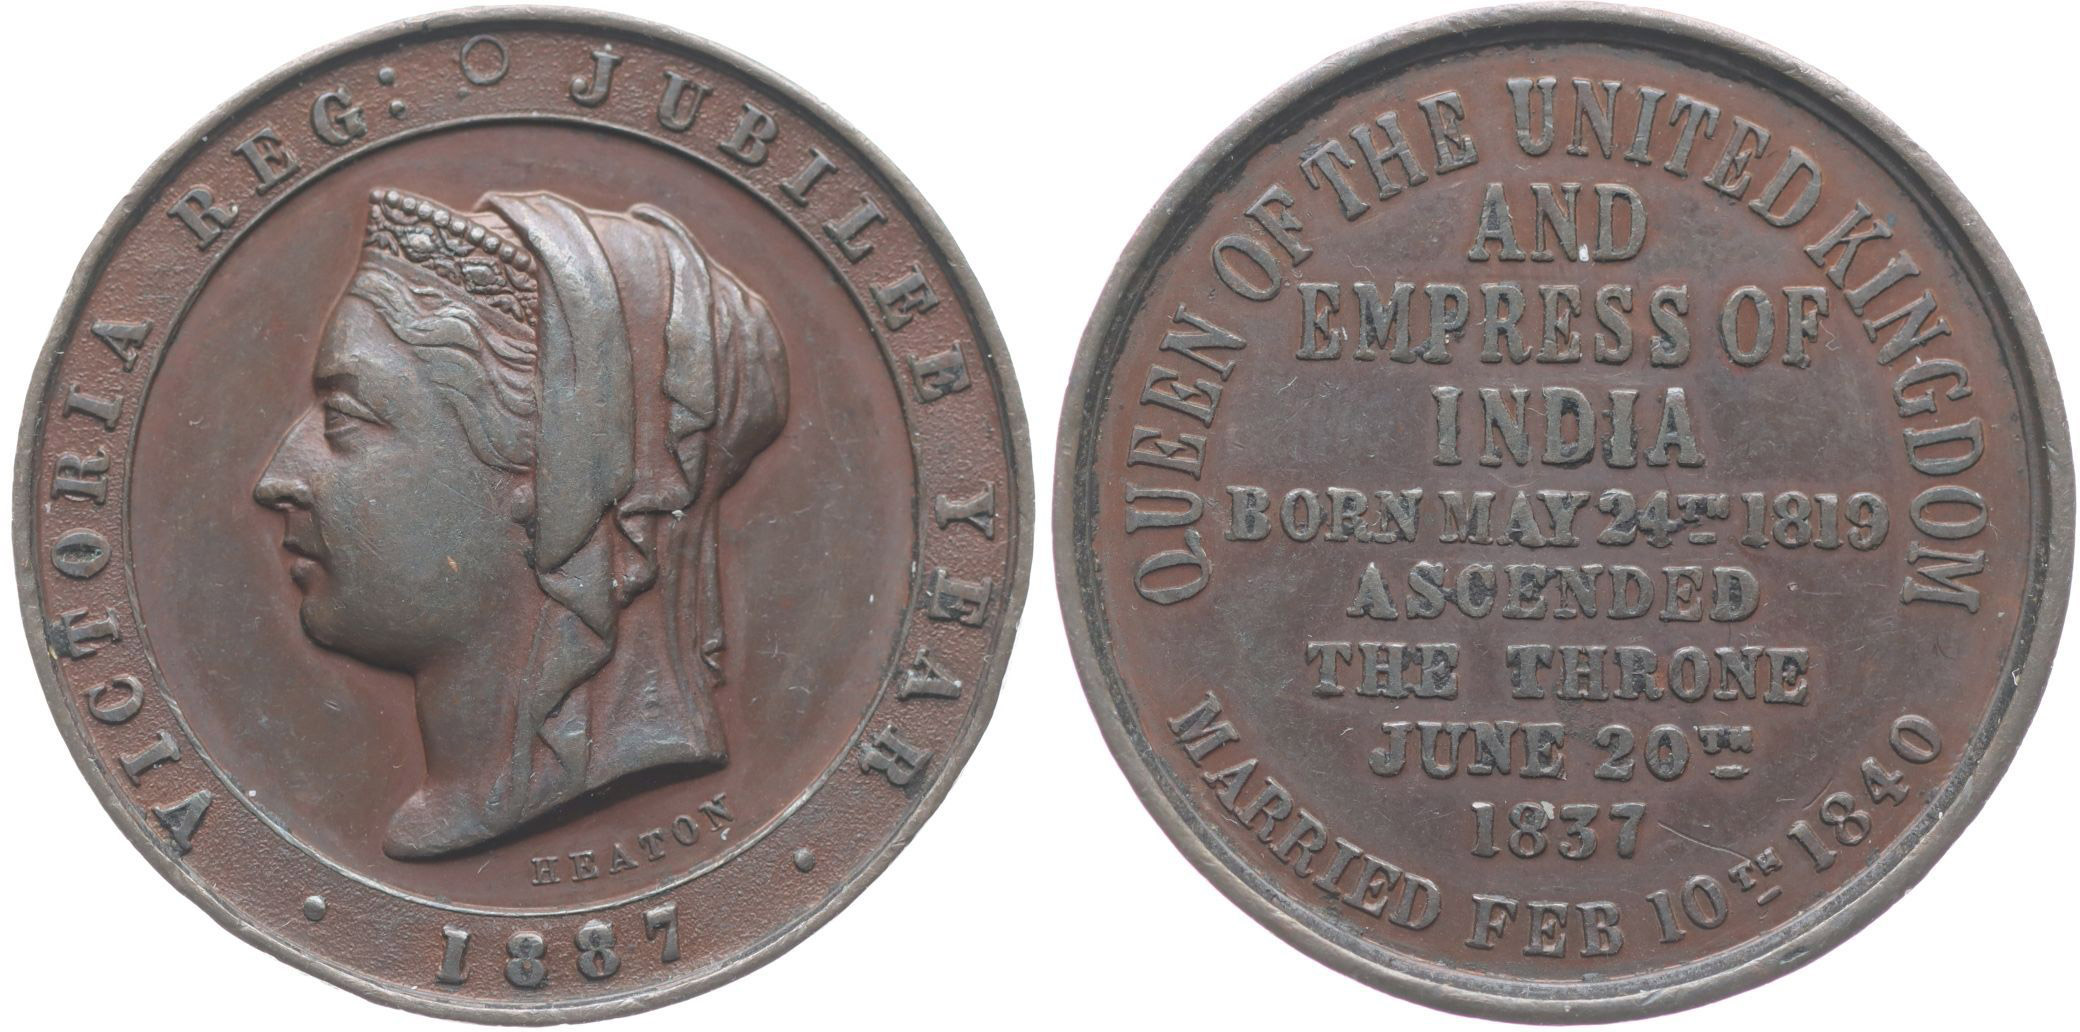 VICTORIA REG: JUBILEE YEAR
HEATON
• 1887 •
QUEEN OF THE UNITED KINGDOM
AND
EMPRESS OF
INDIA
BORN MAY 24TH 1819
ASCENDED
THE THRONE
JUNE 20TH
1837
MARRIED FEB 10TH 1840